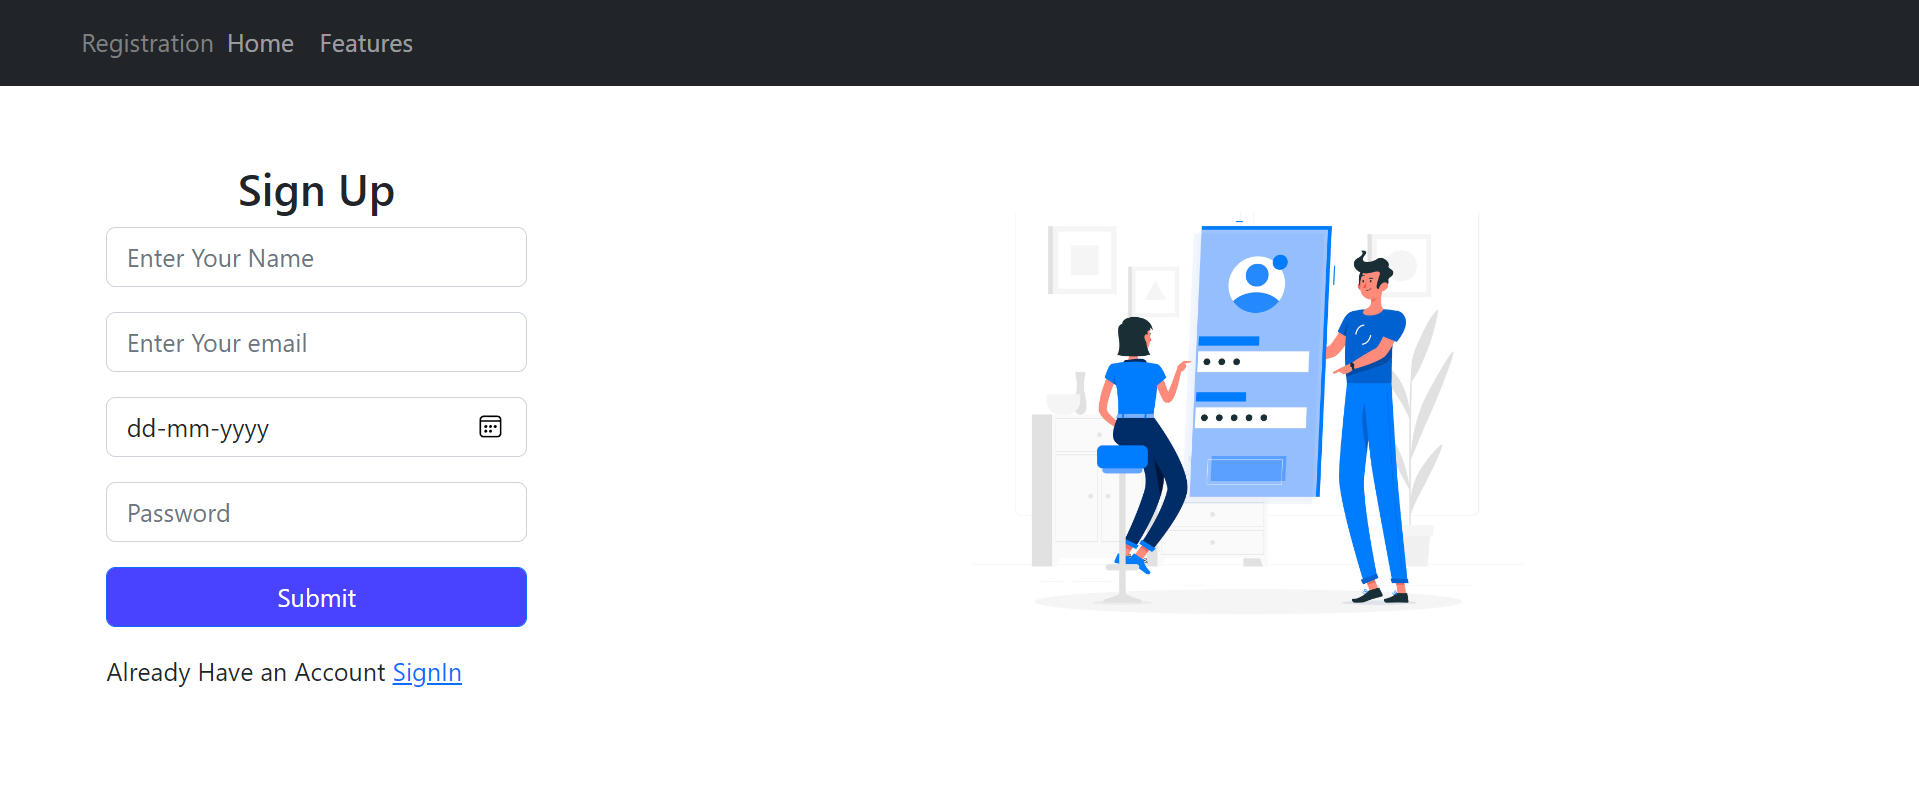 Registration Home Features
Sign Up
Enter Your Name
Enter Your email
dd-mm-yyyy
Password
Submit
Already Have an Account SignIn